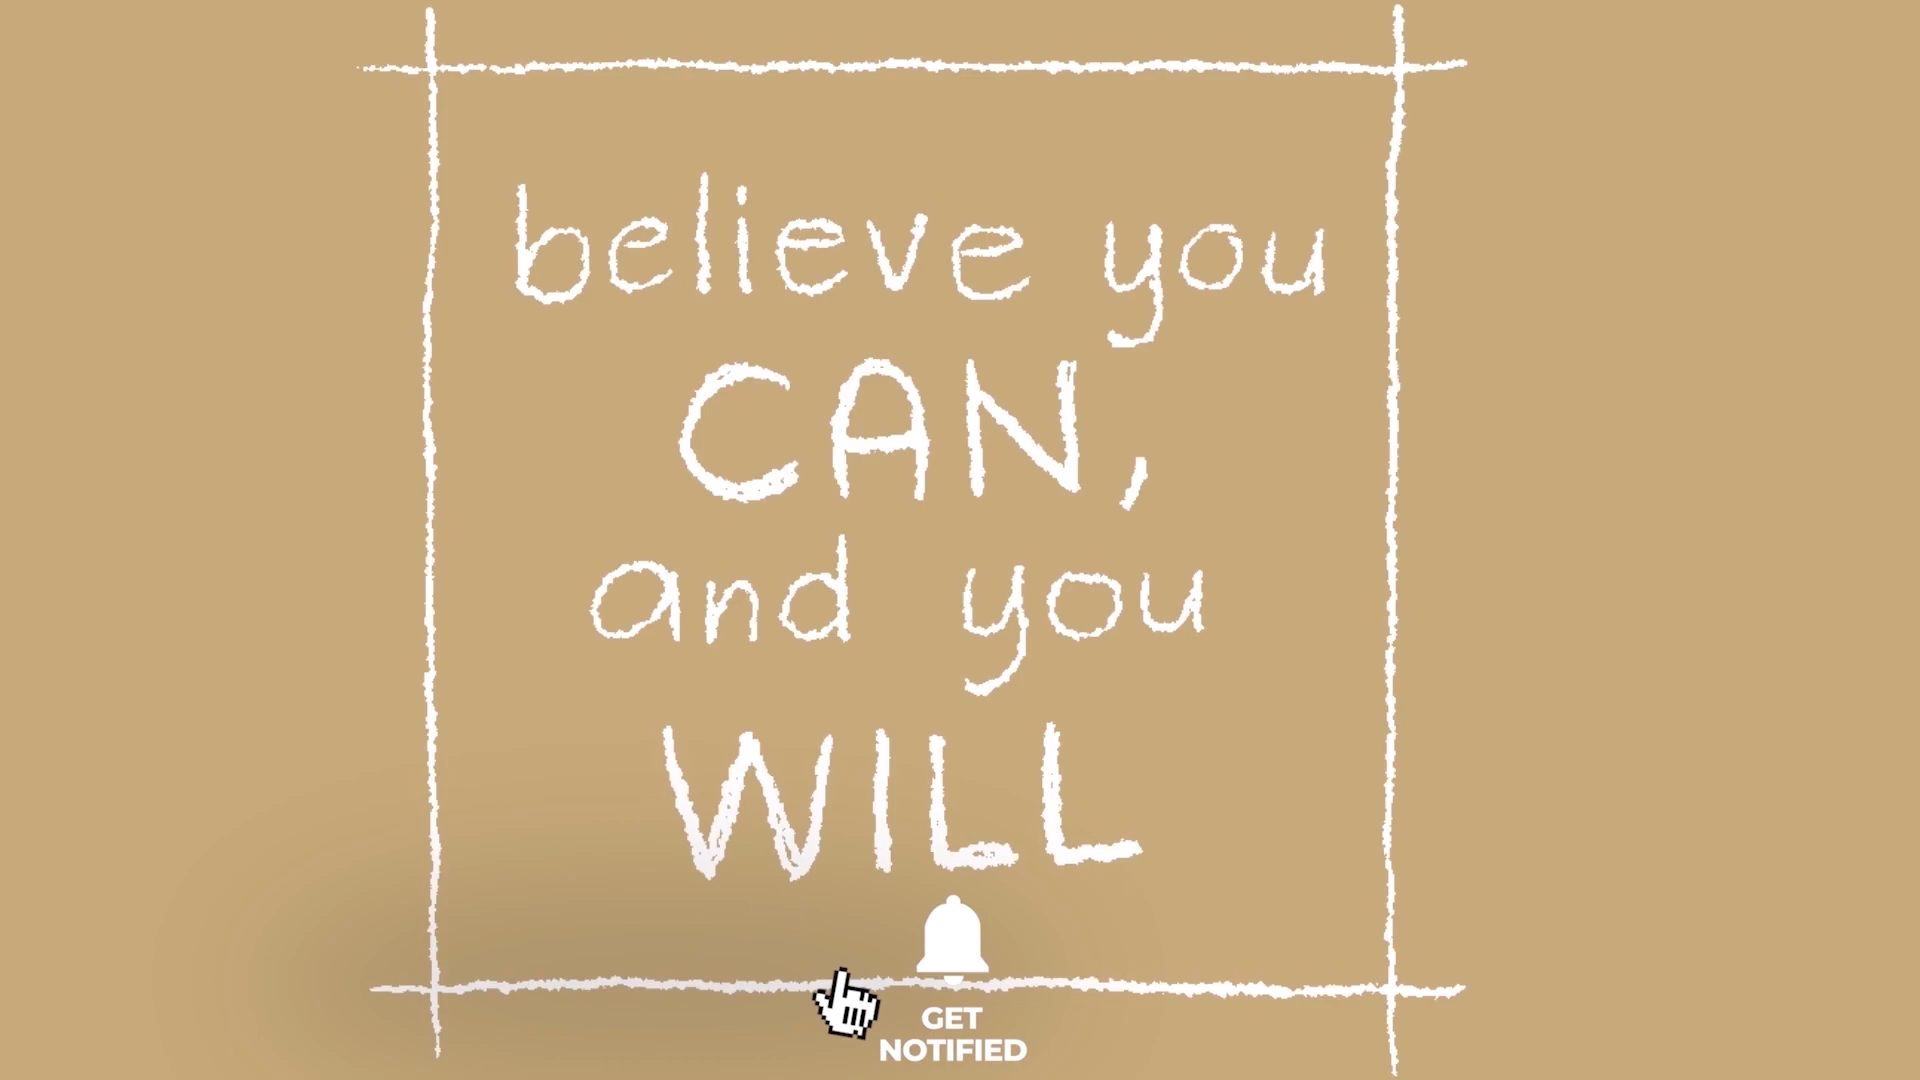 believe you
CAN,
and you
WILL
GET
NOTIFIED